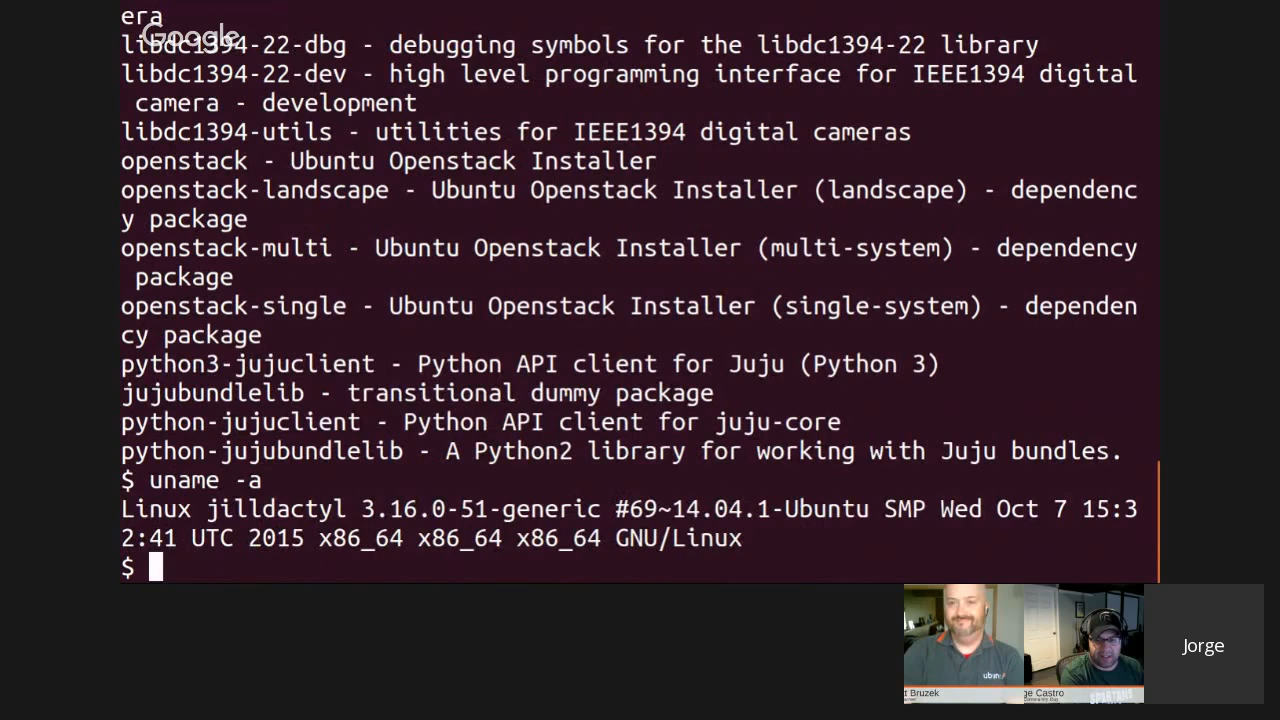 era
Google
libdc1394-22-dbg - debugging symbols for the libdc1394-22 library
libdc1394-22-dev - high level programming interface for IEEE1394 digital
camera - development
libdc1394-utils - utilities for IEEE1394 digital cameras
openstack - Ubuntu Openstack Installer
openstack-landscape - Ubuntu Openstack Installer (landscape) - dependenc
y package
openstack-multi - Ubuntu Openstack Installer (multi-system) - dependency
package
openstack-single - Ubuntu Openstack Installer (single-system) - dependen
cy package
python3-jujuclient - Python API client for Juju (Python 3)
jujubundlelib - transitional dummy package
python-jujuclient - Python API client for juju-core
python-jujubundlelib - A Python2 library for working with Juju bundles.
$ uname -a
Linux jilldactyl 3.16.0-51-generic #69~14.04.1-Ubuntu SMP Wed Oct 7 15:3
2:41 UTC 2015 x86_64 x86_64 x86_64 GNU/Linux
$
Jorge
t Bruzek
ge Castro
SPARTANS